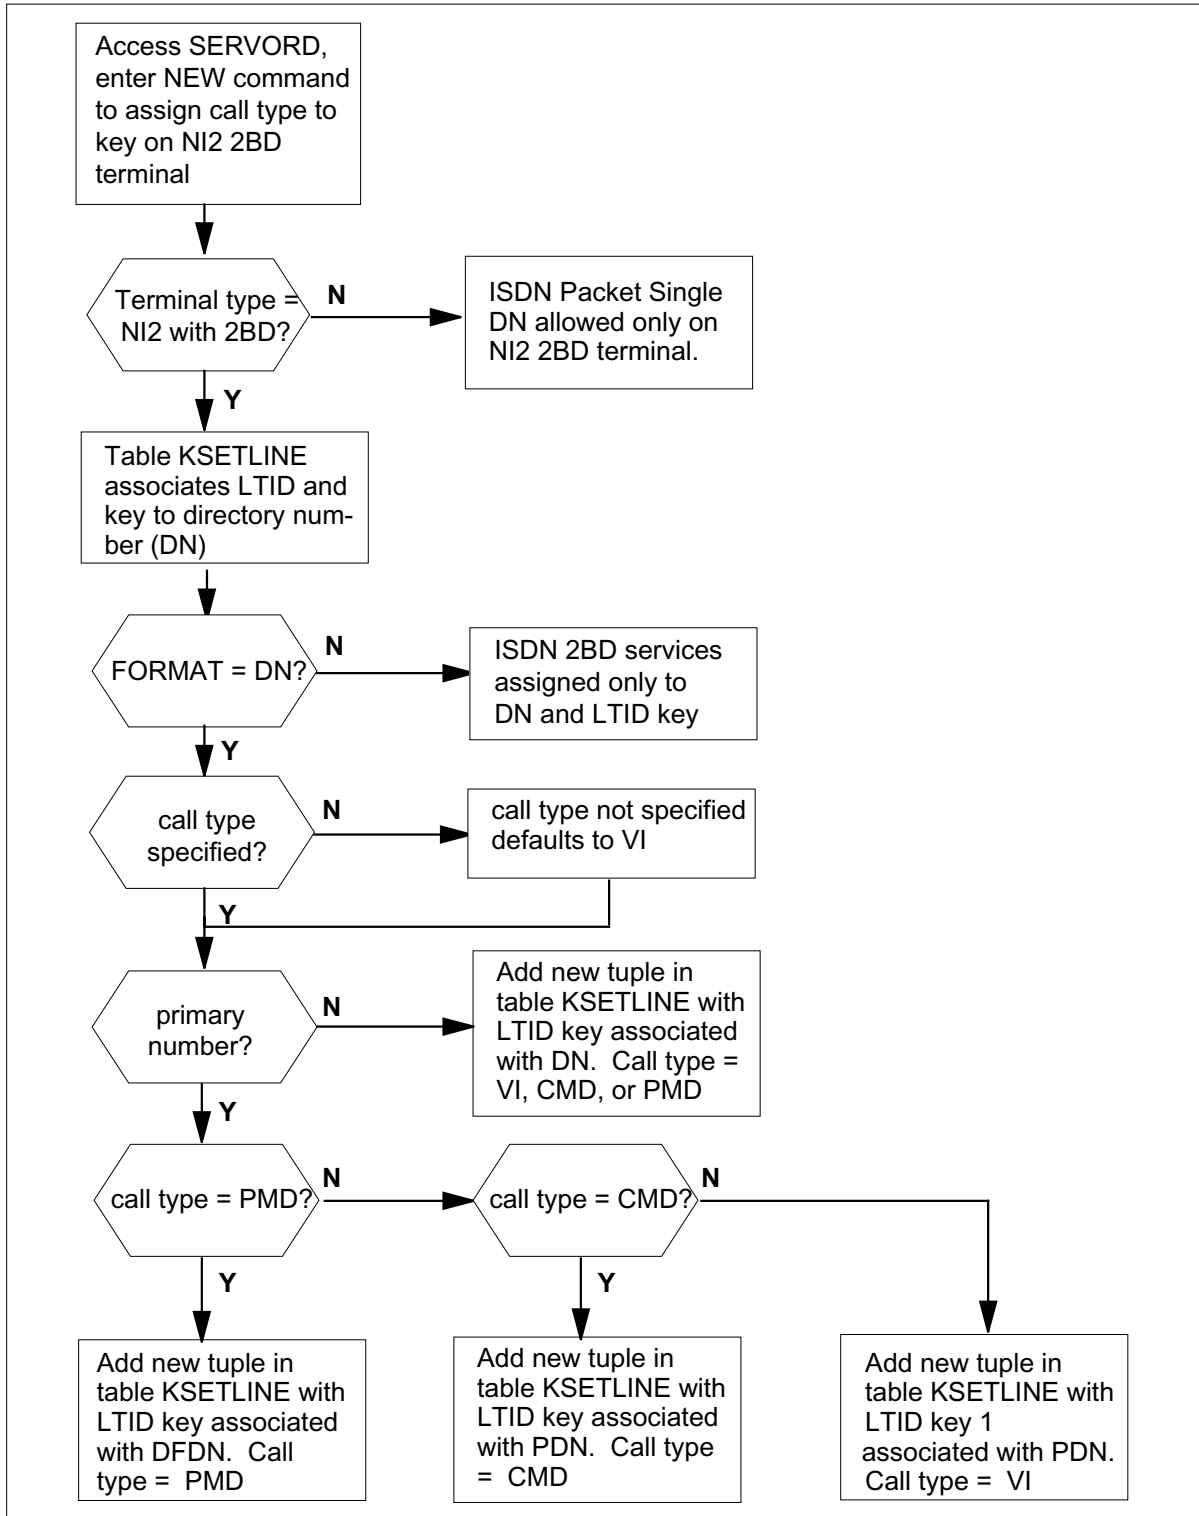 Access SERVORD,
enter NEW command
to assign call type to
key on NI2 2BD
terminal
Terminal type =
NI2 with 2BD?
N
ISDN Packet Single
DN allowed only on
NI2 2BD terminal.
Y
Table KSETLINE
associates LTID and
key to directory num-
ber (DN)
FORMAT = DN?
N
ISDN 2BD services
assigned only to
DN and LTID key
Y
call type
specified?
N
call type not specified
defaults to VI
Y
primary
number?
N
Add new tuple in
table KSETLINE with
LTID key associated
with DN. Call type =
VI, CMD, or PMD
Y
call type = PMD?
N
call type = CMD?
N
Y
Y
Add new tuple in
table KSETLINE with
LTID key associated
with DFDN. Call
type = PMD
Add new tuple in
table KSETLINE with
LTID key associated
with PDN. Call type
= CMD
Add new tuple in
table KSETLINE with
LTID key 1
associated with PDN.
Call type = VI